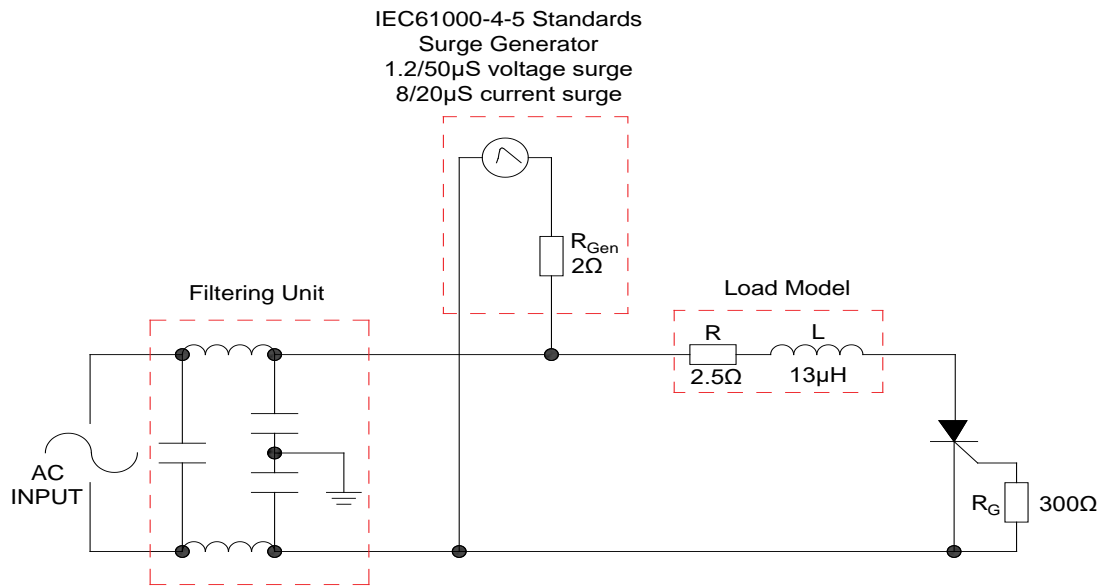 IEC61000-4-5 Standards
Surge Generator
1.2/50µS voltage surge
8/20µS current surge
R_Gen
2Ω
Filtering Unit
Load Model
R
L
2.5Ω
13µH
AC
INPUT
R_G
300Ω